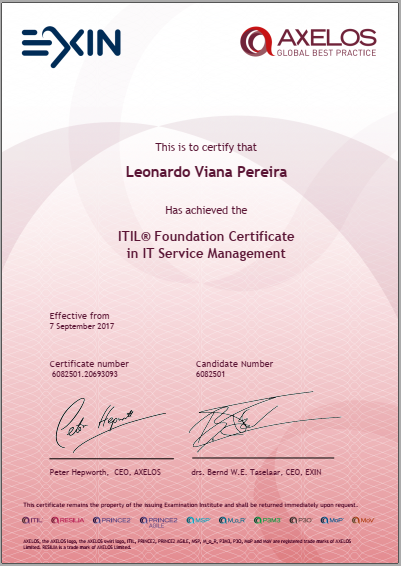 EXIN
AXELOS
GLOBAL BEST PRACTICE
This is to certify that
Leonardo Viana Pereira
Has achieved the
ITIL® Foundation Certificate
in IT Service Management
Effective from
7 September 2017
Certificate number
6082501.20693093
Candidate Number
6082501
Peter Hepworth, CEO, AXELOS
drs. Bernd W.E. Taselaar, CEO, EXIN
This certificate remains the property of the issuing Examination Institute and shall be returned immediately upon request.
ITIL RESILIA PRINCE2 PRINCE2 AGILE MSP M_o_R P3M3 P3O MoP MoV
AXELOS, the AXELOS logo, the AXELOS swirl logo, ITIL, PRINCE2, PRINCE2 AGILE, MSP, M_o_R, P3M3, P3O, MoP and MoV are registered trade marks of AXELOS
Limited. RESILIA is a trade mark of AXELOS Limited.